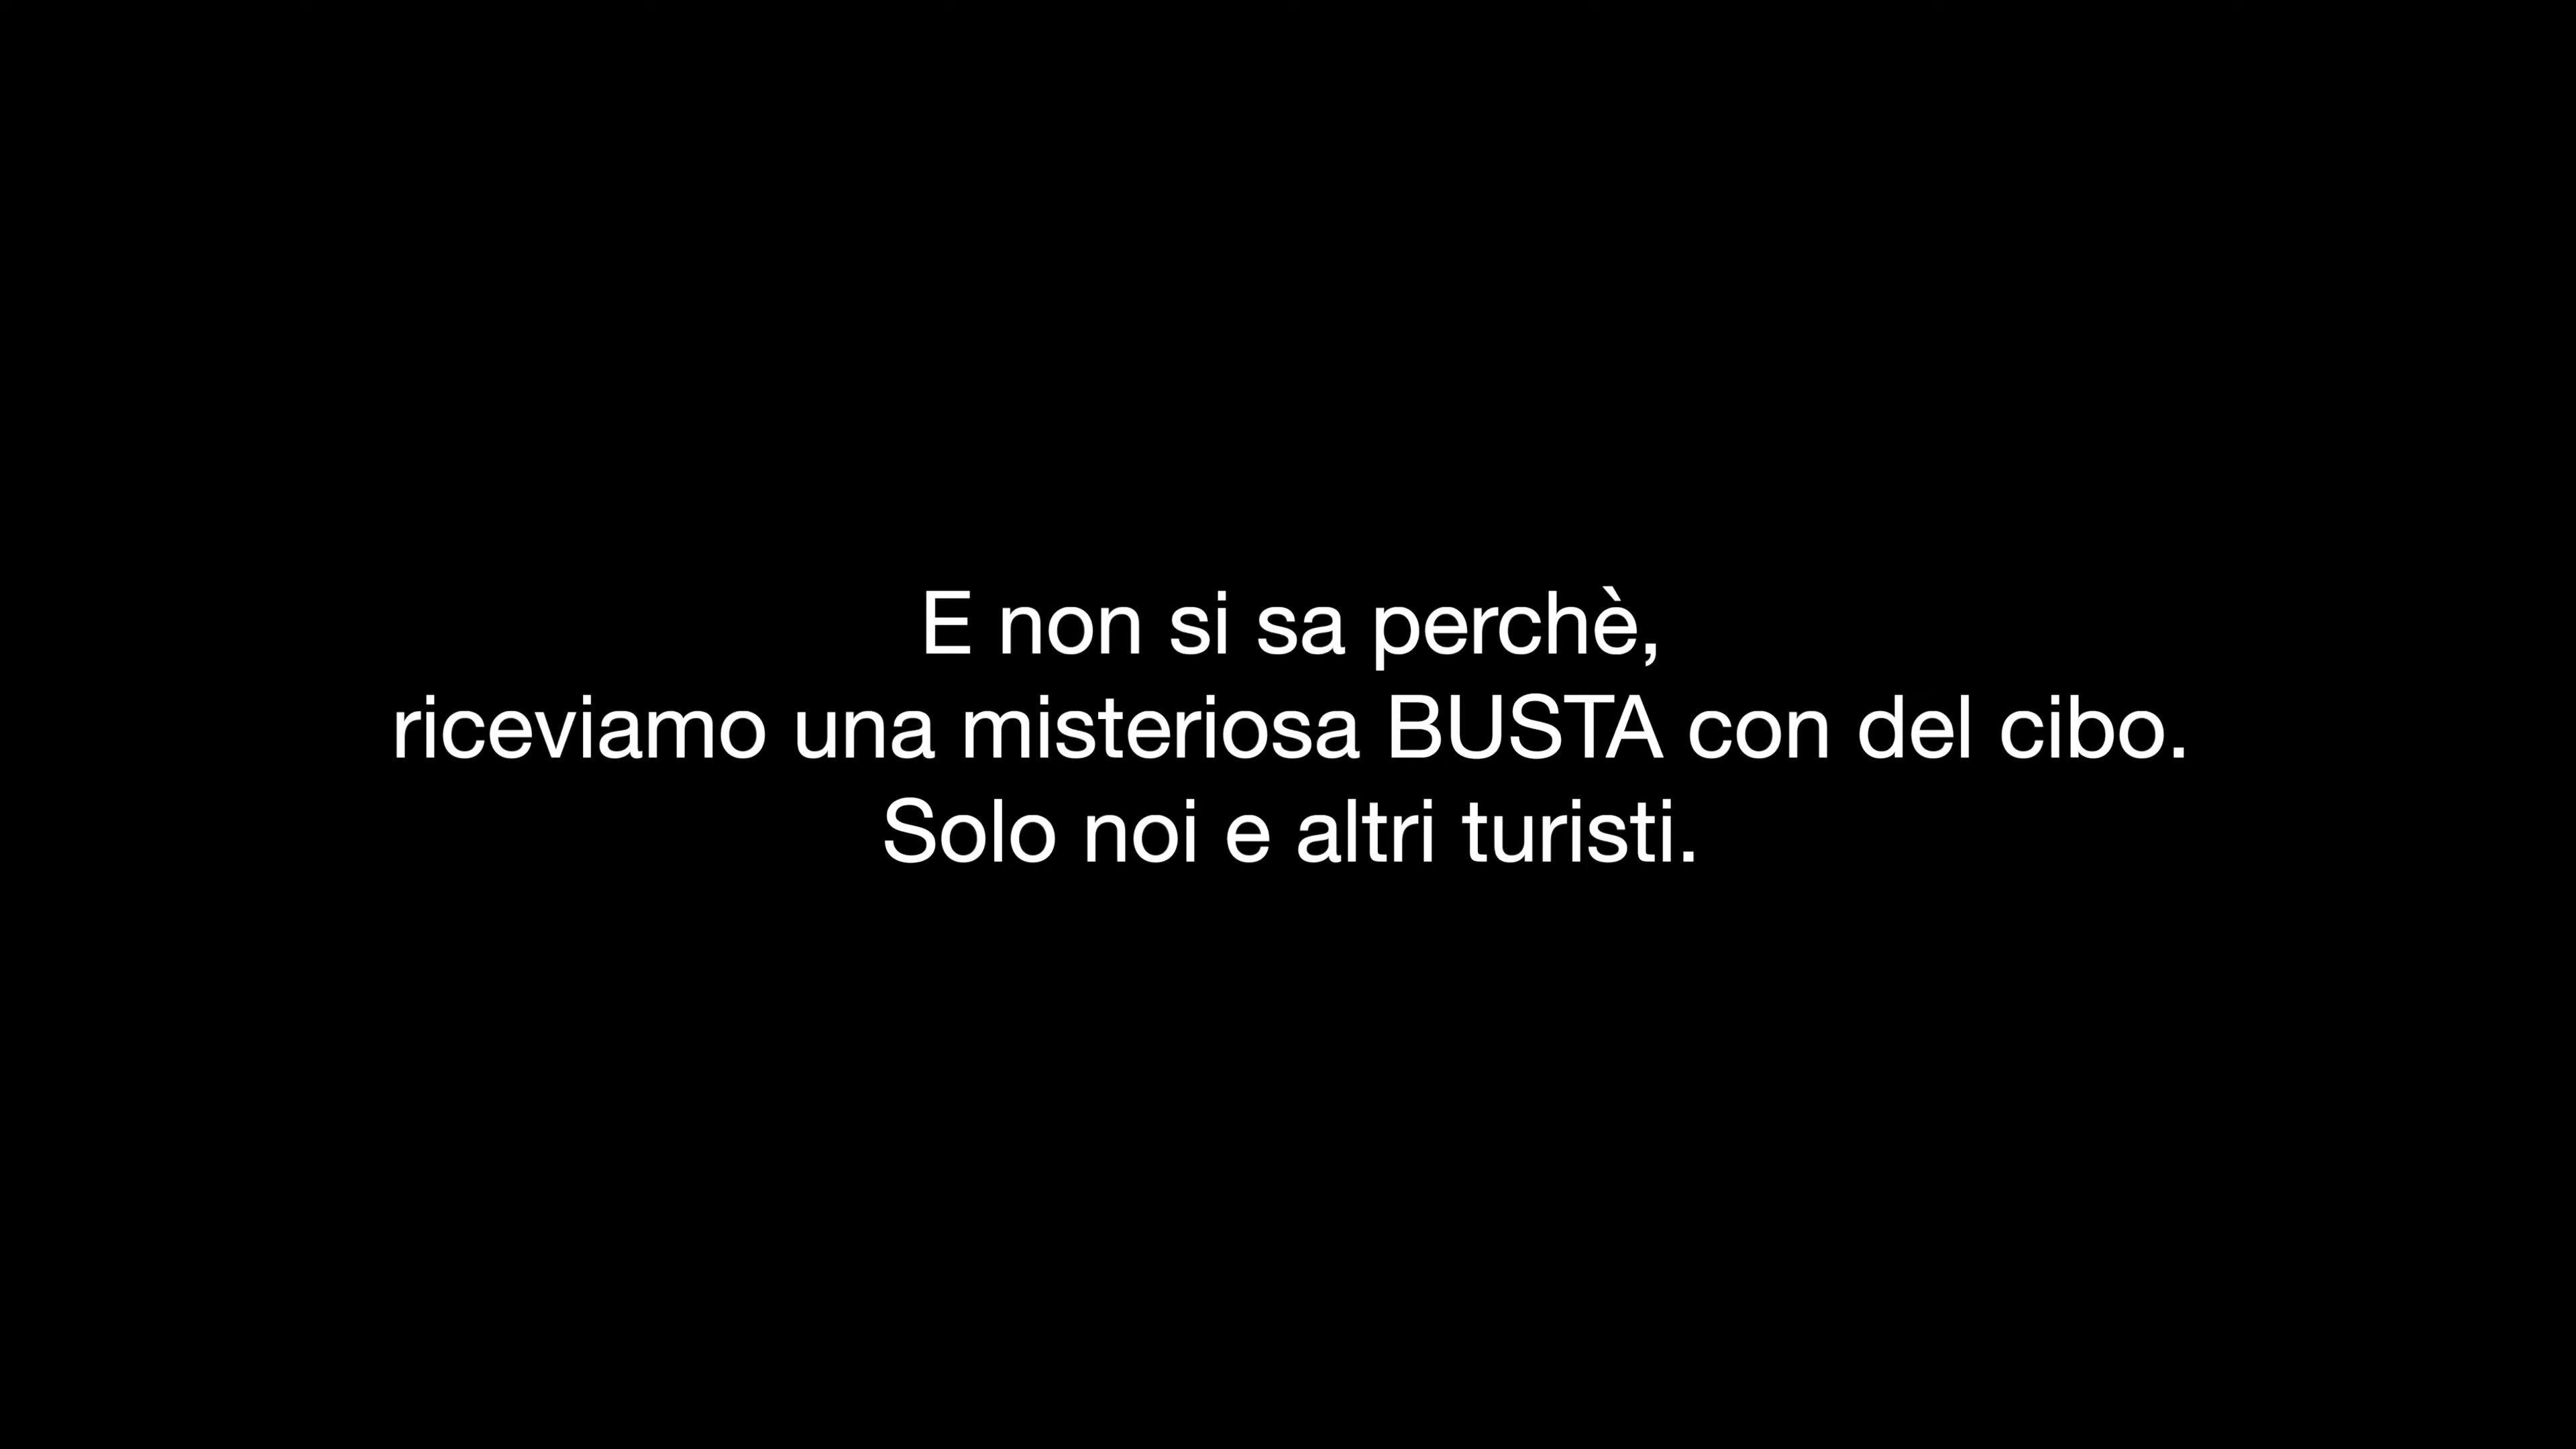 E non si sa perchè,
riceviamo una misteriosa BUSTA con del cibo.
Solo noi e altri turisti.